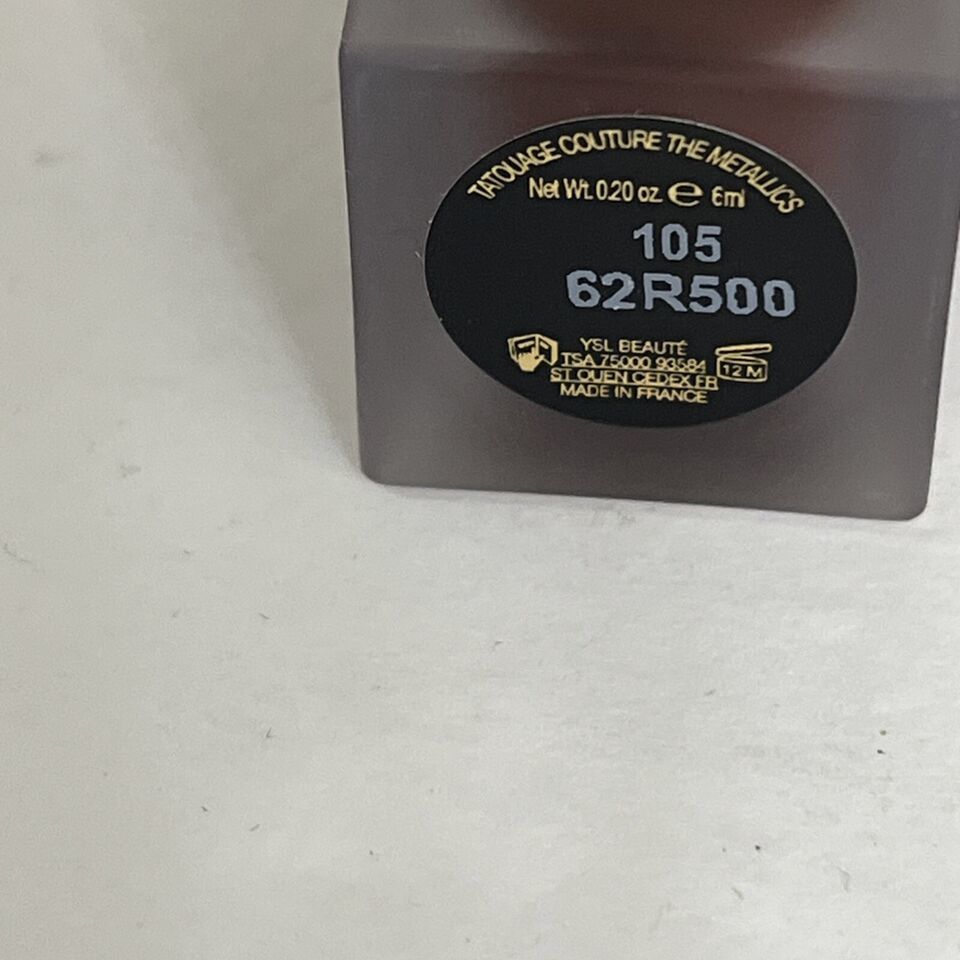 TATOUAGE COUTURE THE METALLICS
Net Wt. 0.20 oz. e 6ml
105
62R500
YSL BEAUTÉ
TSA 75000 93584
ST OUEN CEDEX FR
MADE IN FRANCE
12 M